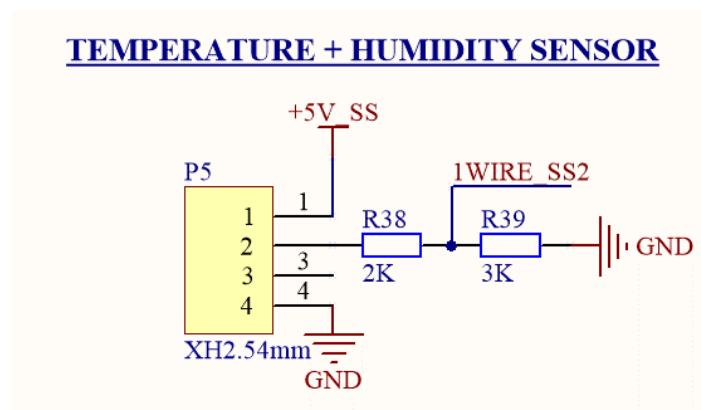 TEMPERATURE + HUMIDITY SENSOR
+5V_SS
P5
1WIRE_SS2
1
1
R38
R39
2
GND
3
3
2K
3K
4
4
XH2.54mm
GND